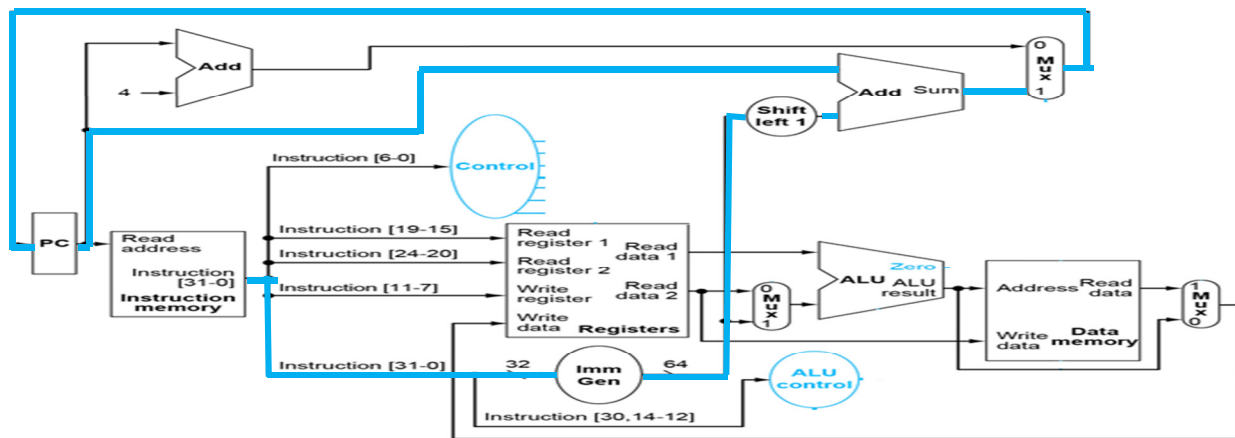 Add
4
0
Mux
1
Add Sum
Shift
left 1
Instruction [6-0]
Control
PC
Read
address
Instruction
[31-0]
Instruction
memory
Instruction [19-15]
Instruction [24-20]
Instruction [11-7]
Read
register 1
Read
data 1
Read
register 2
Write
register
Read
data 2
Write
data
Registers
0
Mux
1
Zero
ALU
ALU
result
Address
Read
data
Write
data
Data
memory
1
Mux
0
Instruction [31-0]
32
Imm
Gen
64
ALU
control
Instruction [30,14-12]